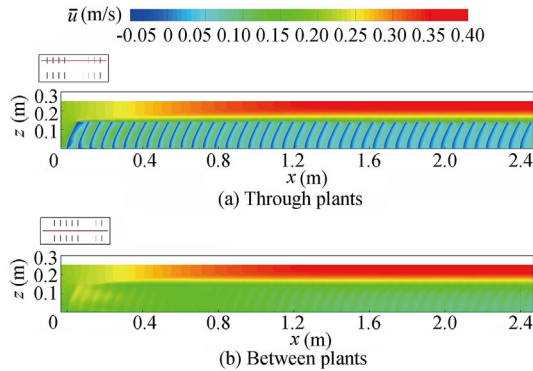 ū (m/s)
-0.05 0.05 0.10 0.15 0.20 0.25 0.30 0.35 0.40
z (m)
0.3
0.2
0.1
0 0.4 0.8 1.2 1.6 2.0 2.4
x (m)
(a) Through plants
z (m)
0.3
0.2
0.1
0 0.4 0.8 1.2 1.6 2.0 2.4
x (m)
(b) Between plants